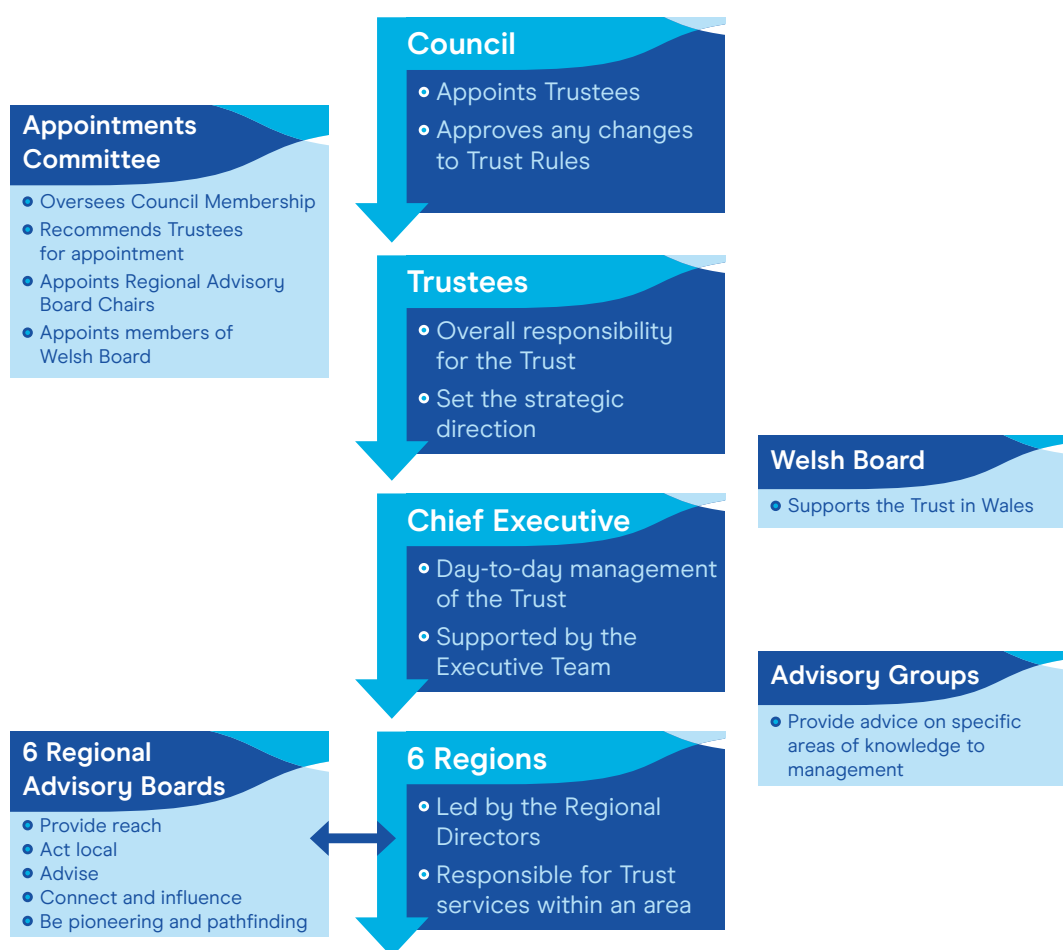 Council
Appoints Trustees
Approves any changes
to Trust Rules
Appointments
Committee
Oversees Council Membership
Recommends Trustees
for appointment
Appoints Regional Advisory
Board Chairs
Appoints members of
Welsh Board
Trustees
Overall responsibility
for the Trust
Set the strategic
direction
Welsh Board
Supports the Trust in Wales
Chief Executive
Day-to-day management
of the Trust
Supported by the
Executive Team
Advisory Groups
Provide advice on specific
areas of knowledge to
management
6 Regional
Advisory Boards
Provide reach
Act local
Advise
Connect and influence
Be pioneering and pathfinding
6 Regions
Led by the Regional
Directors
Responsible for Trust
services within an area